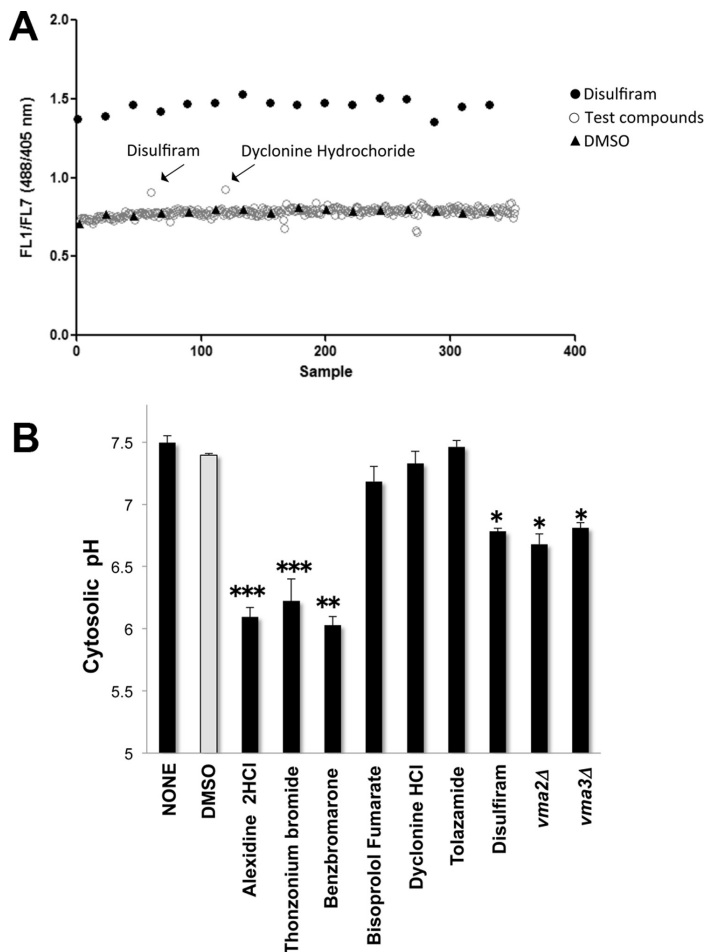 A
2.0
1.5
1.0
0.5
0.0
FL1/FL7 (488/405 nm)
Disulfiram
Dyclonine Hydrochoride
Disulfiram
Test compounds
DMSO
0
100
200
300
400
Sample
B
7.5
7
6.5
6
5.5
5
Cytosolic pH
***
***
**
*
*
*
NONE
DMSO
Alexidine 2HCl
Thonzonium bromide
Benzbromarone
Bisoprolol Fumarate
Dyclonine HCl
Tolazamide
Disulfiram
vma2Δ
vma3Δ